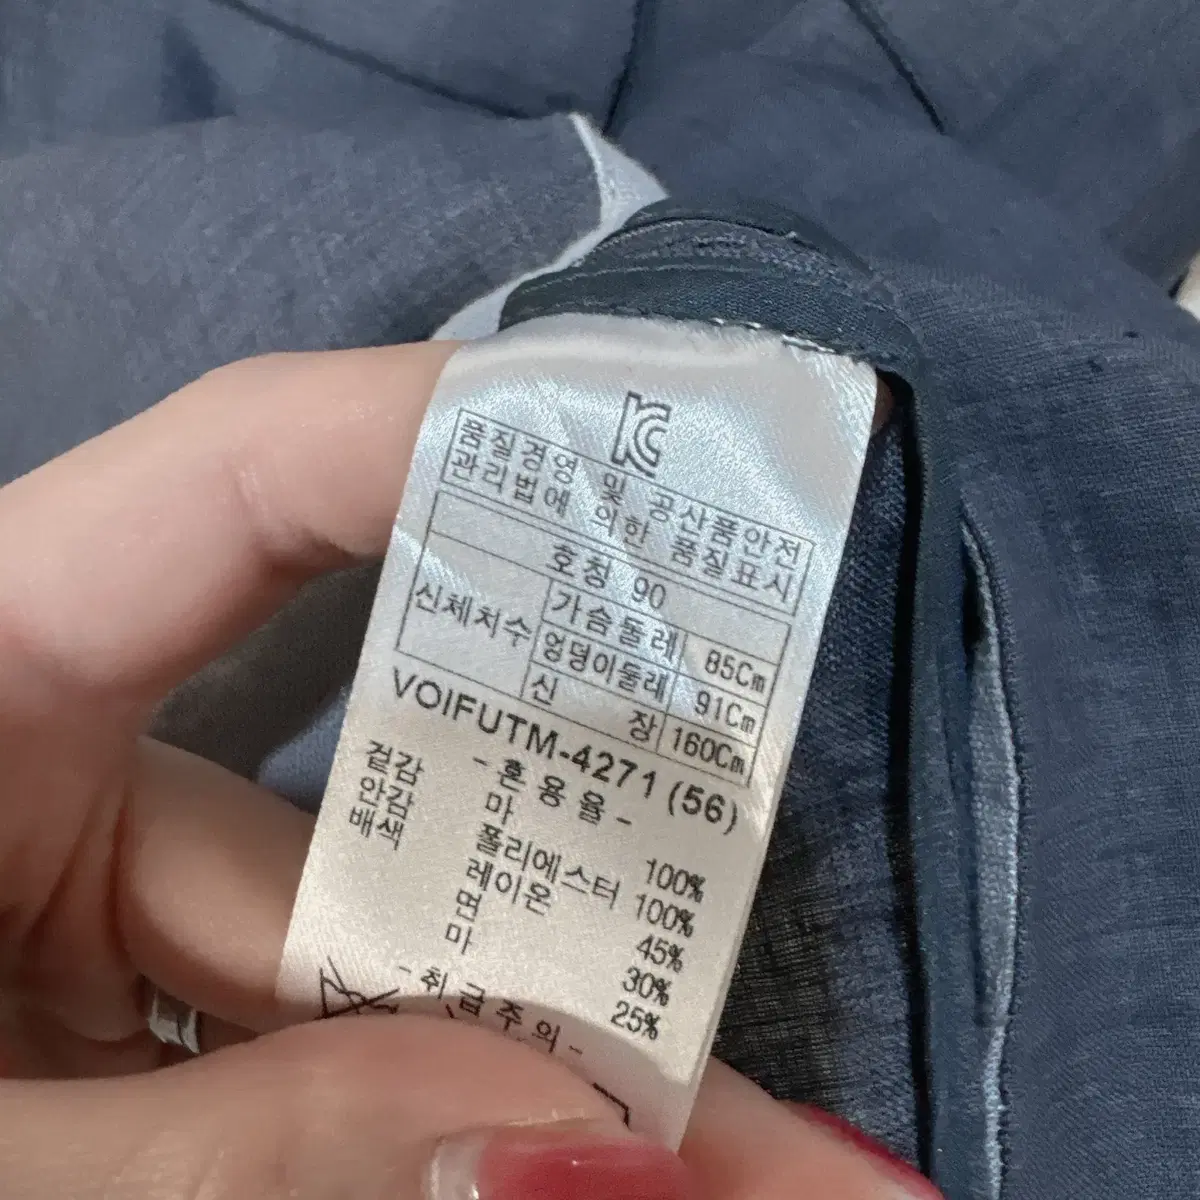 KC
품질경영 및 공산품안전
관리법에 의한 품질표시
호칭 90
신체치수 가슴둘레 85Cm
엉덩이둘레 91Cm
신 장 160Cm
VOIFUTM-4271 (56)
- 혼 용 율 -
겉감 마 100%
안감 폴리에스터 100%
배색 레이온 45%
면 30%
마 25%
- 취 급 주 의 -